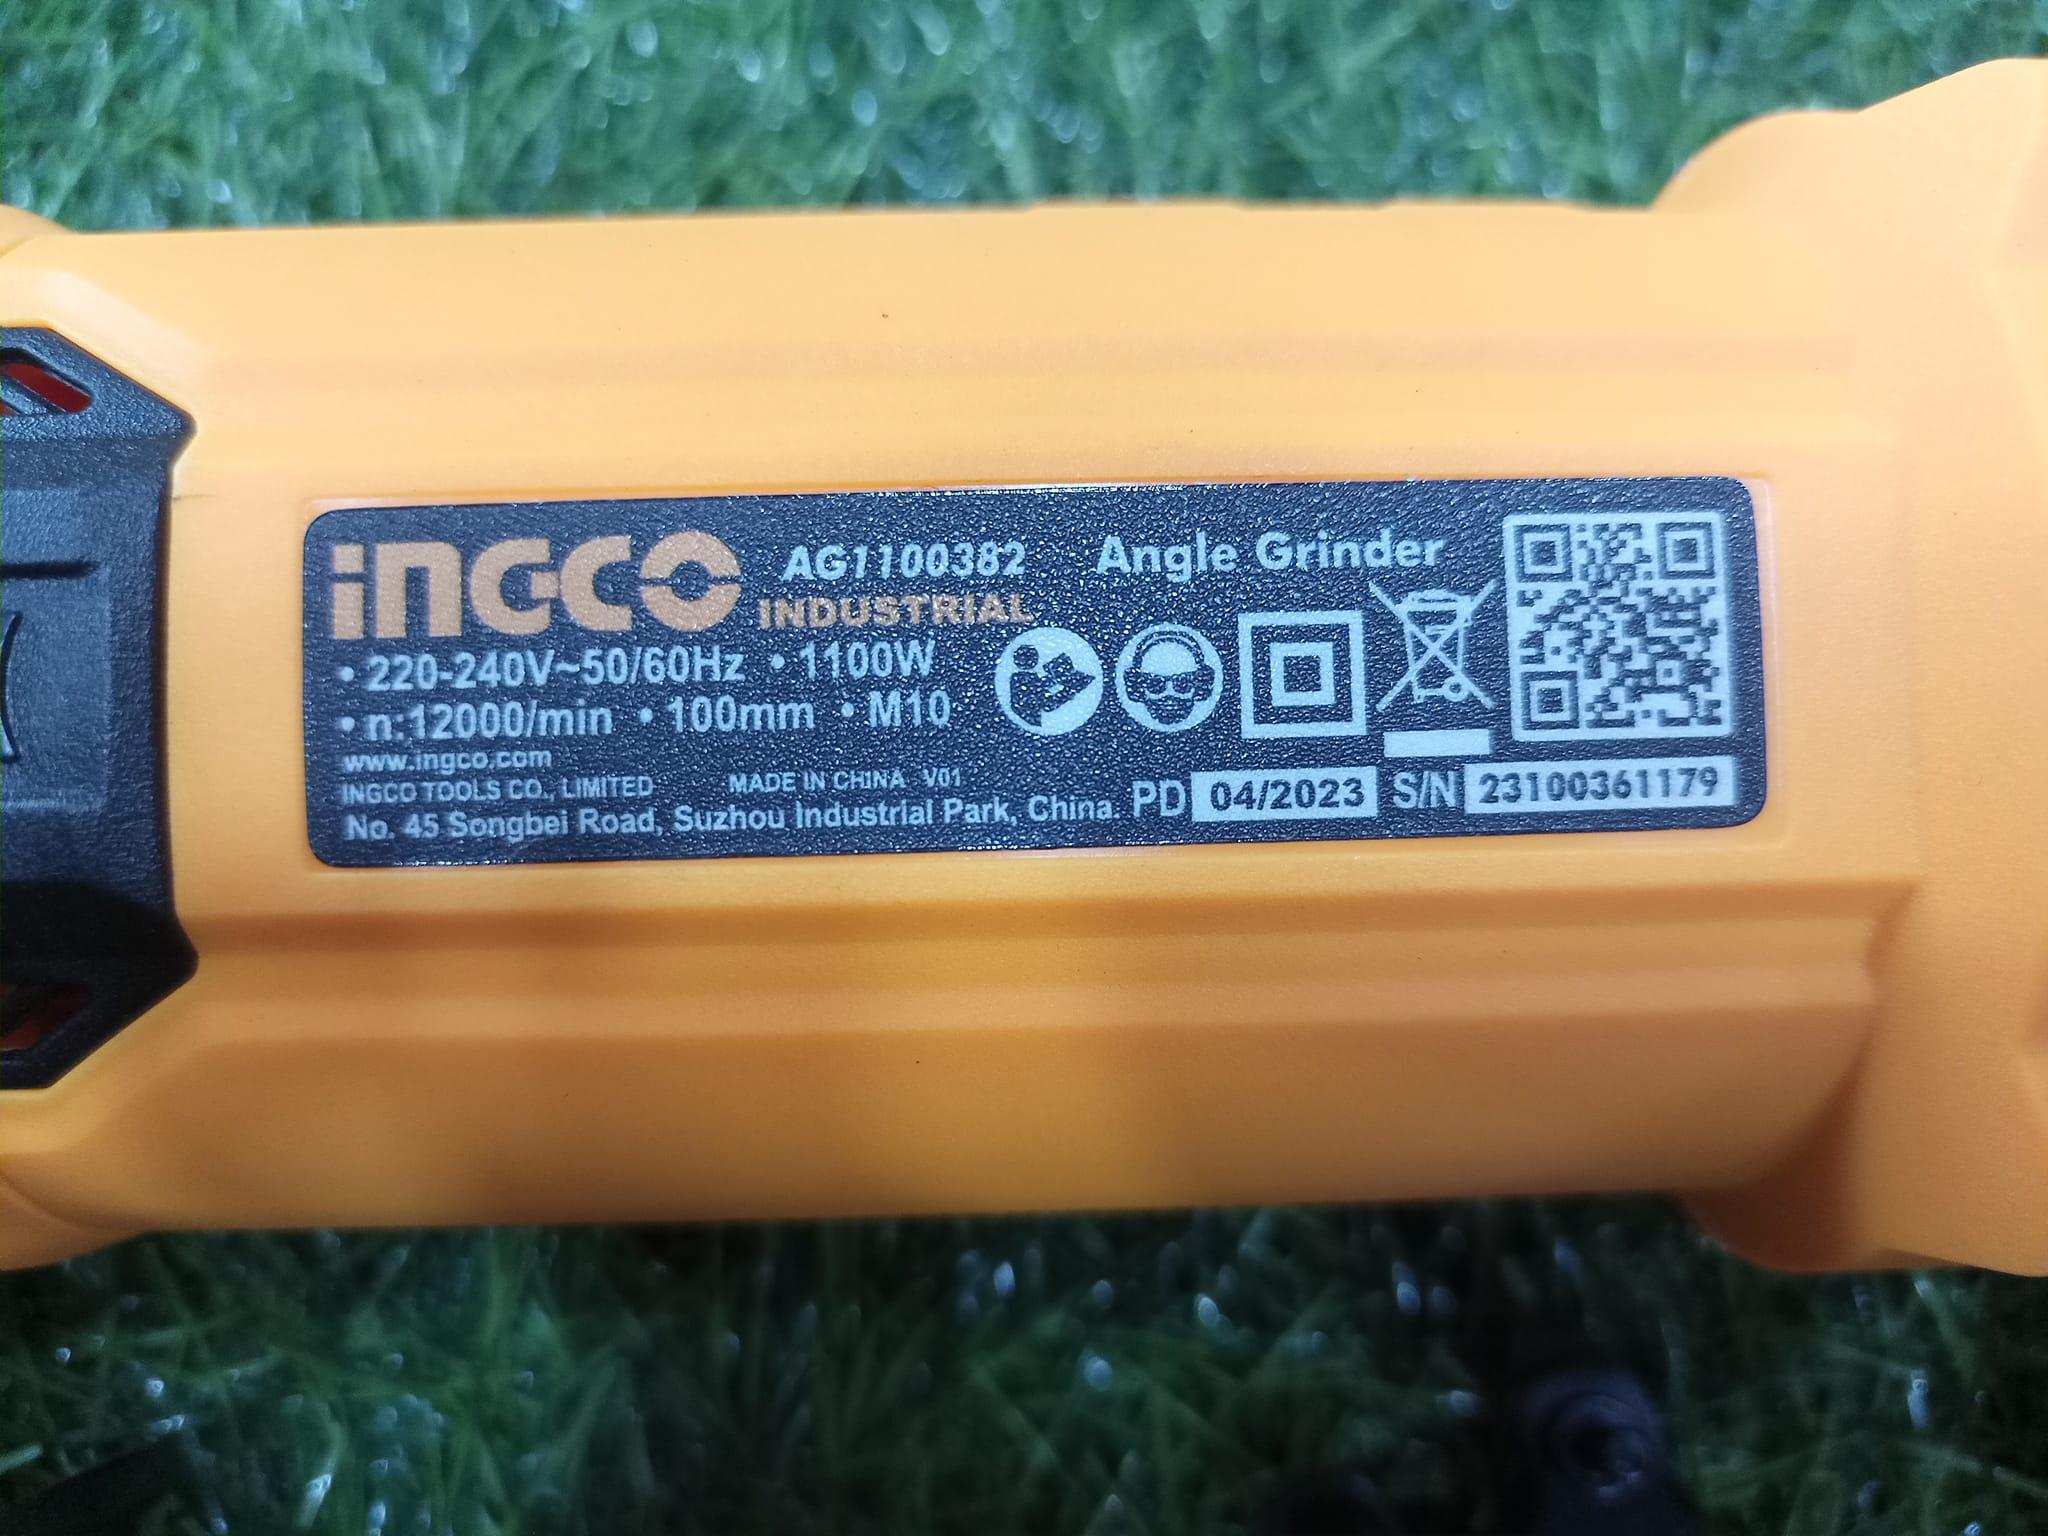 INGCO AG1100382 Angle Grinder
INDUSTRIAL
• 220-240V~50/60Hz • 1100W
• n:12000/min • 100mm • M10
www.ingco.com
INGCO TOOLS CO., LIMITED MADE IN CHINA V01
No. 45 Songbei Road, Suzhou Industrial Park, China. PD 04/2023 S/N 23100361179